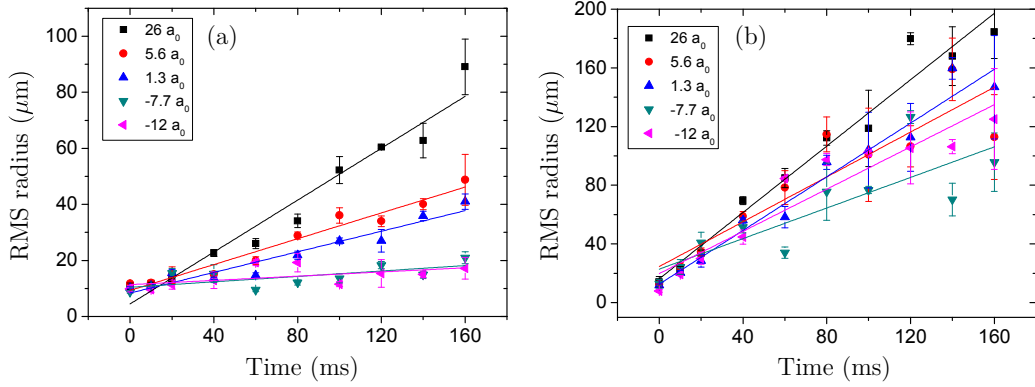 (a)
26 a0
5.6 a0
1.3 a0
-7.7 a0
-12 a0
100
80
60
40
20
0
RMS radius (μm)
0 40 80 120 160
Time (ms)
(b)
26 a0
5.6 a0
1.3 a0
-7.7 a0
-12 a0
200
160
120
80
40
0
RMS radius (μm)
0 40 80 120 160
Time (ms)